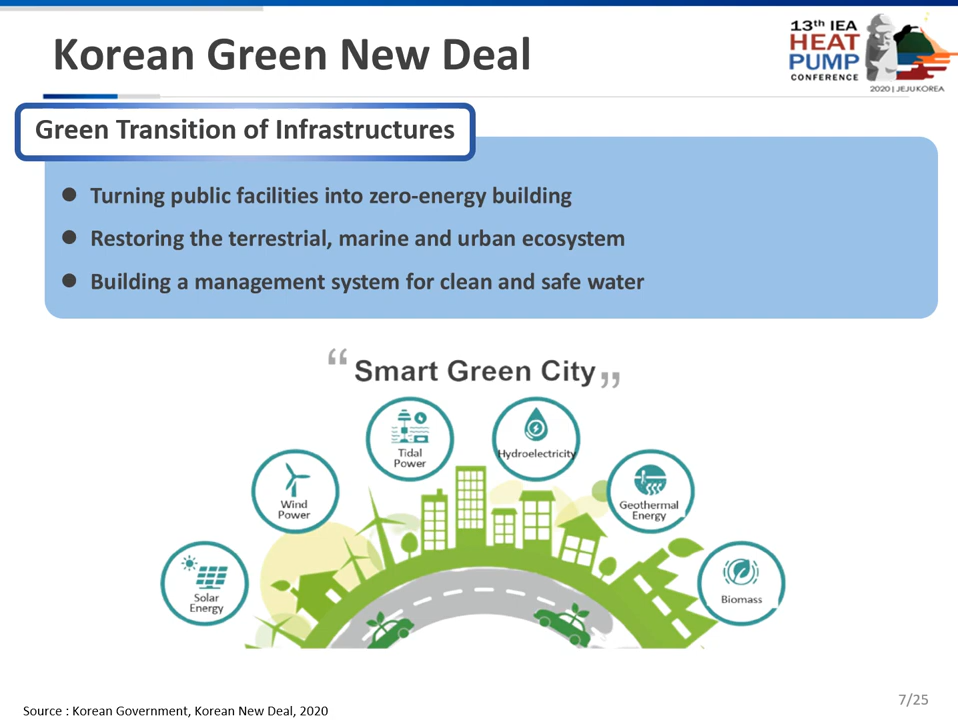 Korean Green New Deal
13th IEA
HEAT
PUMP
CONFERENCE
2020 | JEJU KOREA
Green Transition of Infrastructures
● Turning public facilities into zero-energy building
● Restoring the terrestrial, marine and urban ecosystem
● Building a management system for clean and safe water
“ Smart Green City „
Tidal
Power
Hydroelectricity
Wind
Power
Geothermal
Energy
Solar
Energy
Biomass
Source : Korean Government, Korean New Deal, 2020
7/25